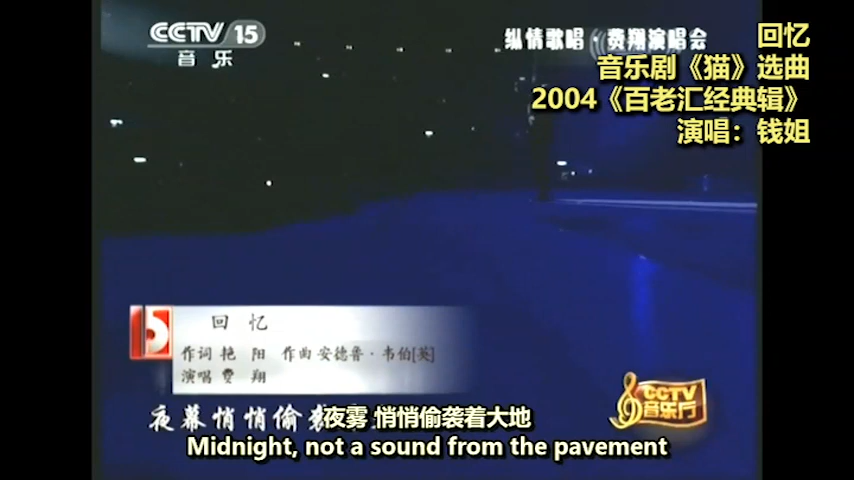 CCTV 15
音乐
纵情歌唱·费翔演唱会
回忆
音乐剧《猫》选曲
2004《百老汇经典辑》
演唱：钱姐
回 忆
作词 艳 阳 作曲 安德鲁·韦伯[英]
演唱 费 翔
CCTV
音乐厅
夜幕悄悄偷袭
夜雾 悄悄偷袭着大地
Midnight, not a sound from the pavement